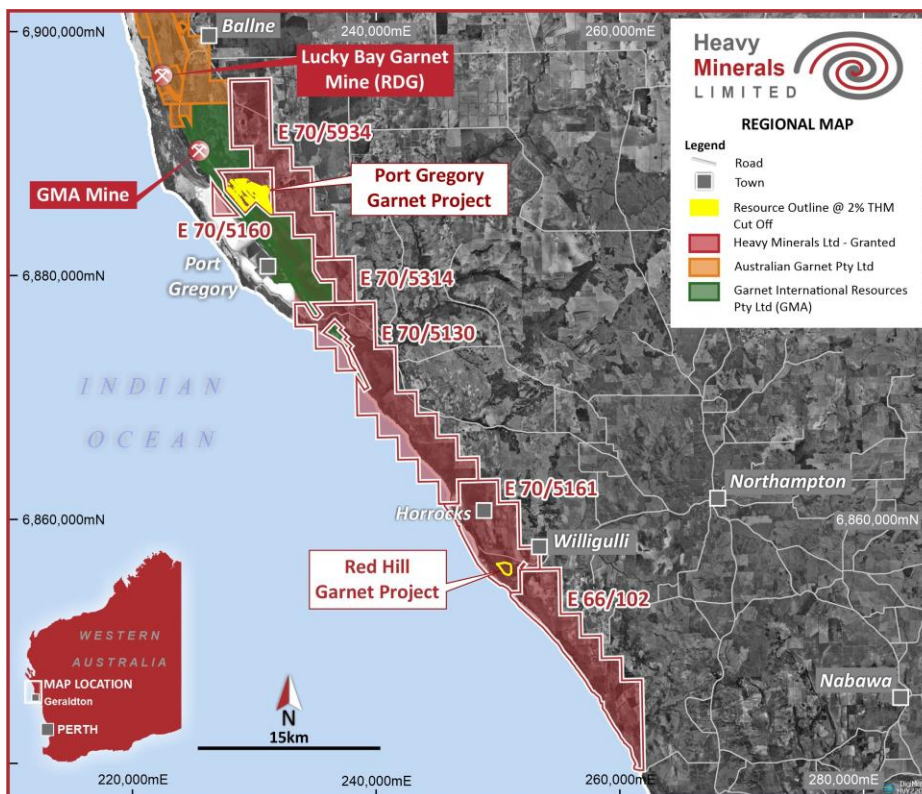 6,900,000mN
Ballne
240,000mE
260,000mE
Heavy
Minerals
LIMITED
REGIONAL MAP
Legend
Road
Town
Resource Outline @ 2% THM
Cut Off
Heavy Minerals Ltd - Granted
Australian Garnet Pty Ltd
Garnet International Resources
Pty Ltd (GMA)
Lucky Bay Garnet
Mine (RDG)
E 70/5934
GMA Mine
Port Gregory
Garnet Project
E 70/5160
Port
Gregory
6,880,000mN
E 70/5314
E 70/5130
INDIAN
OCEAN
E 70/5161
Horrocks
Northampton
6,860,000mN
6,860,000mN
Willigulli
Red Hill
Garnet Project
E 66/102
WESTERN
AUSTRALIA
MAP LOCATION
Geraldton
PERTH
Nabawa
N
15km
220,000mE
240,000mE
260,000mE
280,000mE